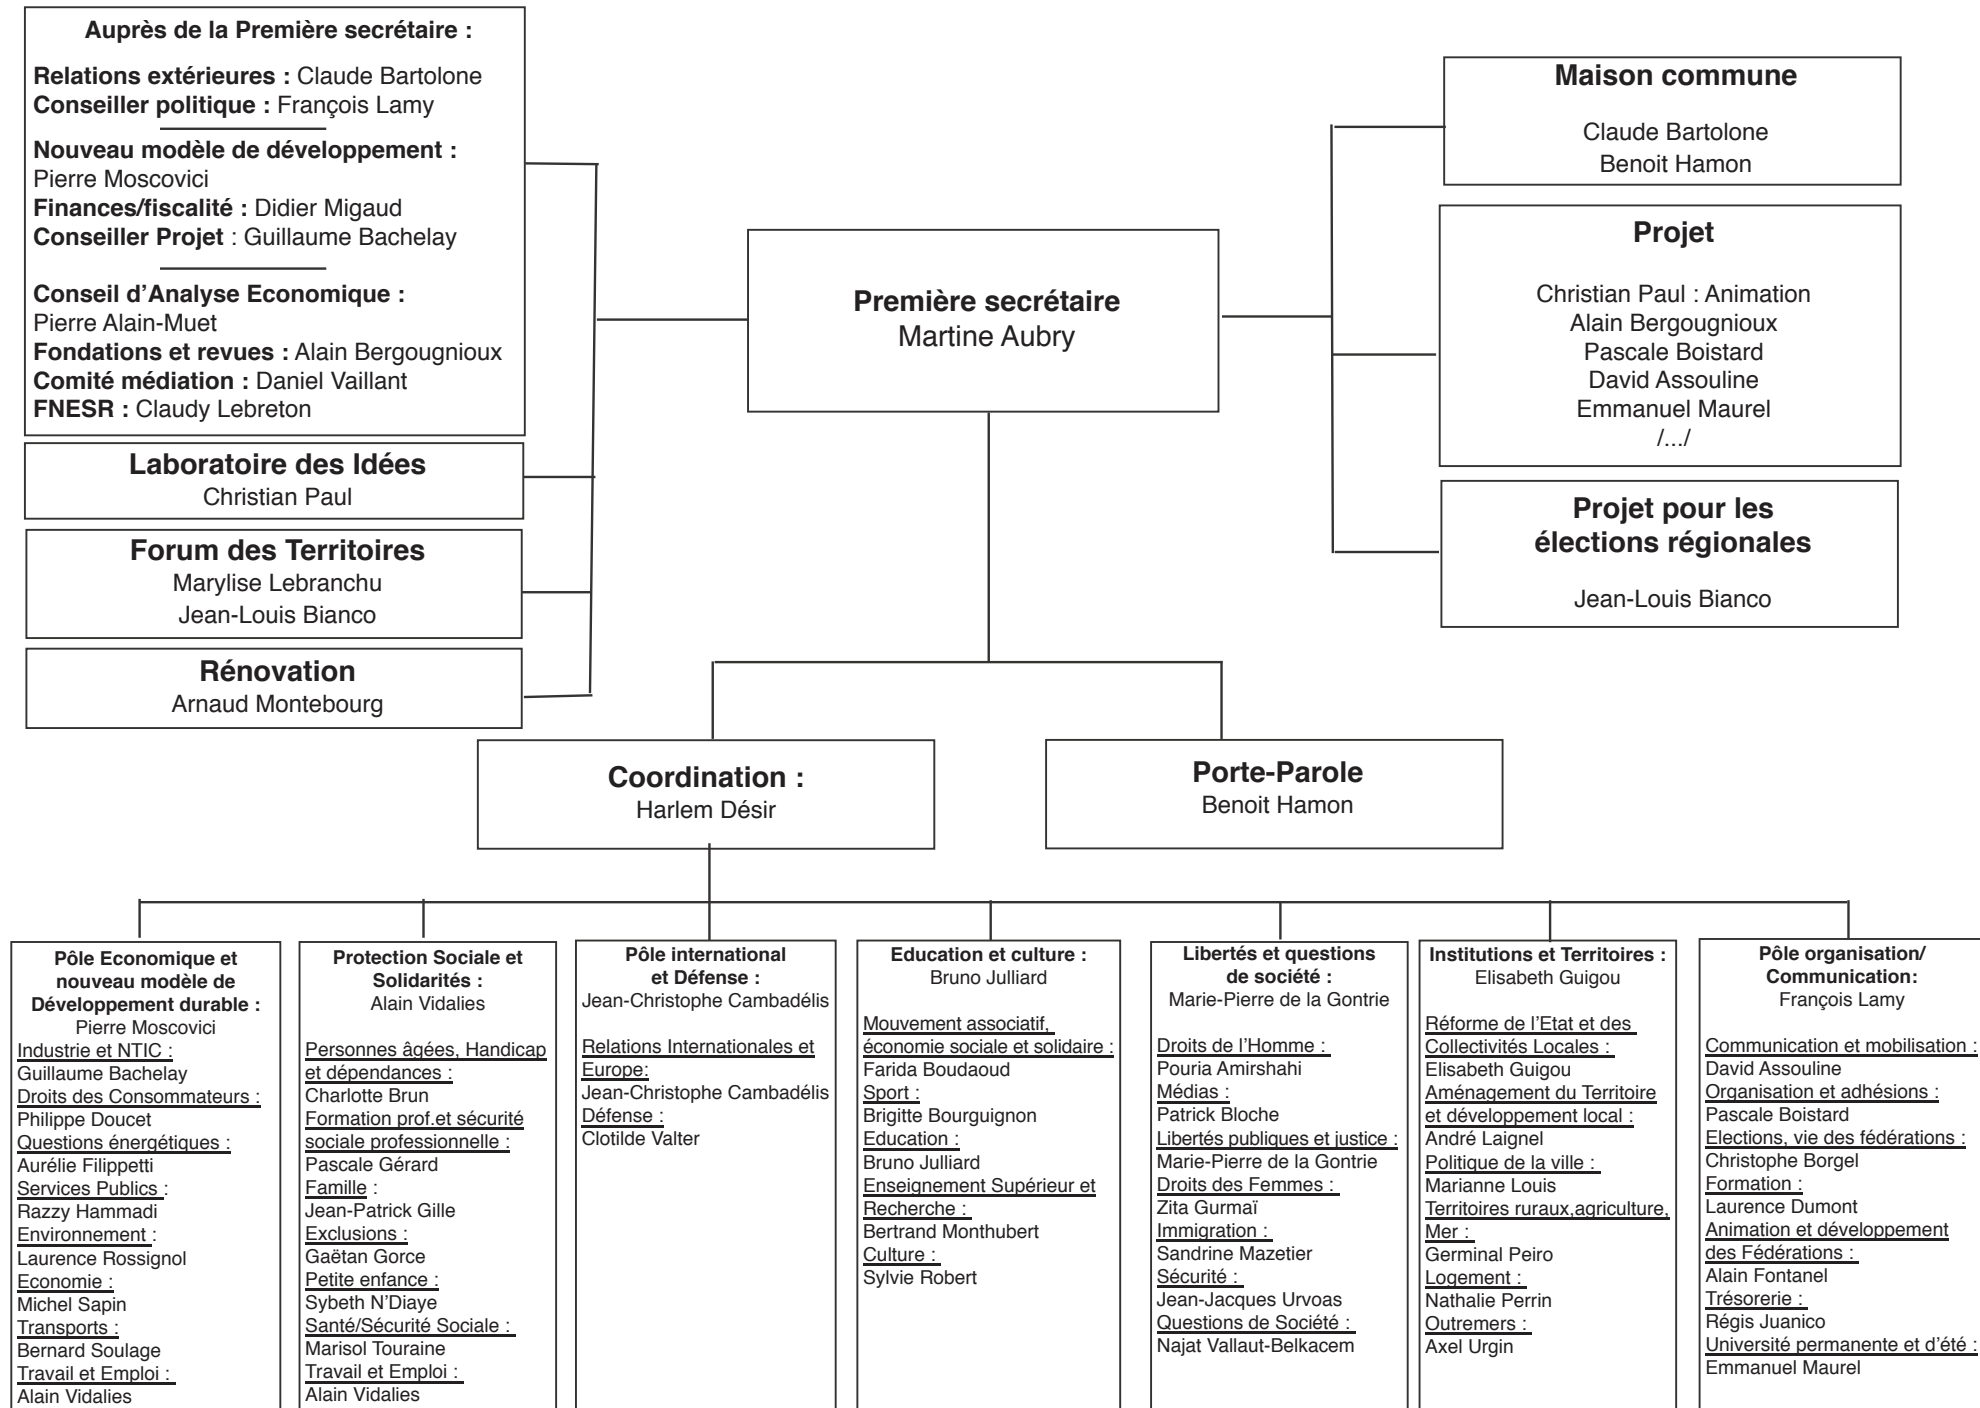 Auprès de la Première secrétaire :
Relations extérieures : Claude Bartolone
Conseiller politique : François Lamy
Nouveau modèle de développement :
Pierre Moscovici
Finances/fiscalité : Didier Migaud
Conseiller Projet : Guillaume Bachelay
Conseil d'Analyse Economique :
Pierre Alain-Muet
Fondations et revues : Alain Bergougnioux
Comité médiation : Daniel Vaillant
FNESR : Claudy Lebreton
Laboratoire des Idées
Christian Paul
Forum des Territoires
Marylise Lebranchu
Jean-Louis Bianco
Rénovation
Arnaud Montebourg
Première secrétaire
Martine Aubry
Maison commune
Claude Bartolone
Benoit Hamon
Projet
Christian Paul : Animation
Alain Bergougnioux
Pascale Boistard
David Assouline
Emmanuel Maurel
/.../
Projet pour les
élections régionales
Jean-Louis Bianco
Coordination :
Harlem Désir
Porte-Parole
Benoit Hamon
Pôle Economique et
nouveau modèle de
Développement durable :
Pierre Moscovici
Industrie et NTIC :
Guillaume Bachelay
Droits des Consommateurs :
Philippe Doucet
Questions énergétiques :
Aurélie Filippetti
Services Publics :
Razzy Hammadi
Environnement :
Laurence Rossignol
Economie :
Michel Sapin
Transports :
Bernard Soulage
Travail et Emploi :
Alain Vidalies
Protection Sociale et
Solidarités :
Alain Vidalies
Personnes âgées, Handicap
et dépendances :
Charlotte Brun
Formation prof.et sécurité
sociale professionnelle :
Pascale Gérard
Famille :
Jean-Patrick Gille
Exclusions :
Gaëtan Gorce
Petite enfance :
Sybeth N'Diaye
Santé/Sécurité Sociale :
Marisol Touraine
Travail et Emploi :
Alain Vidalies
Pôle international
et Défense :
Jean-Christophe Cambadélis
Relations Internationales et
Europe:
Jean-Christophe Cambadélis
Défense :
Clotilde Valter
Education et culture :
Bruno Julliard
Mouvement associatif,
économie sociale et solidaire :
Farida Boudaoud
Sport :
Brigitte Bourguignon
Education :
Bruno Julliard
Enseignement Supérieur et
Recherche :
Bertrand Monthubert
Culture :
Sylvie Robert
Libertés et questions
de société :
Marie-Pierre de la Gontrie
Droits de l'Homme :
Pouria Amirshahi
Médias :
Patrick Bloche
Libertés publiques et justice :
Marie-Pierre de la Gontrie
Droits des Femmes :
Zita Gurmaï
Immigration :
Sandrine Mazetier
Sécurité :
Jean-Jacques Urvoas
Questions de Société :
Najat Vallaut-Belkacem
Institutions et Territoires :
Elisabeth Guigou
Réforme de l'Etat et des
Collectivités Locales :
Elisabeth Guigou
Aménagement du Territoire
et développement local :
André Laignel
Politique de la ville :
Marianne Louis
Territoires ruraux,agriculture,
Mer :
Germinal Peiro
Logement :
Nathalie Perrin
Outremers :
Axel Urgin
Pôle organisation/
Communication:
François Lamy
Communication et mobilisation :
David Assouline
Organisation et adhésions :
Pascale Boistard
Elections, vie des fédérations :
Christophe Borgel
Formation :
Laurence Dumont
Animation et développement
des Fédérations :
Alain Fontanel
Trésorerie :
Régis Juanico
Université permanente et d'été :
Emmanuel Maurel